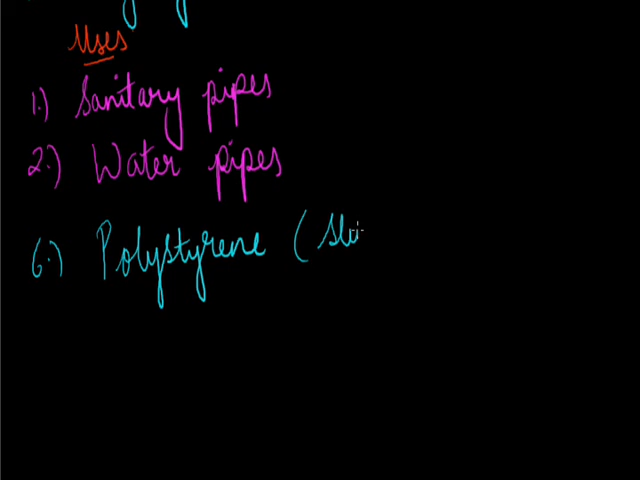 Uses
1.) Sanitary pipes
2.) Water pipes
6.) Polystyrene (